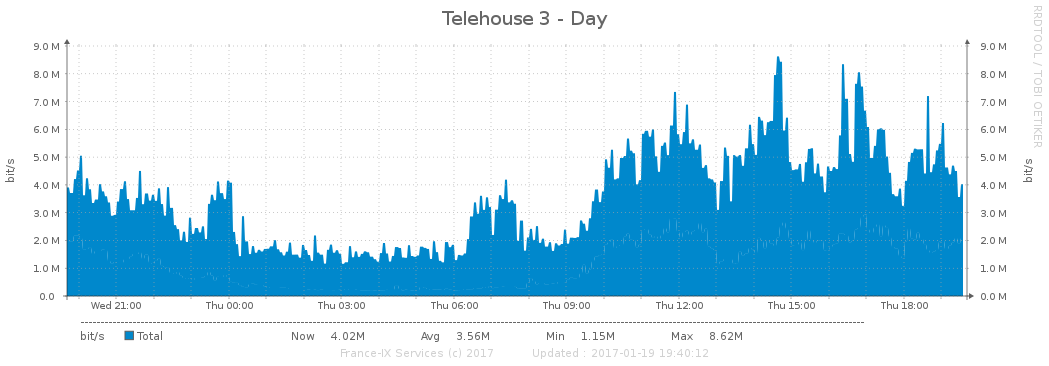 Telehouse 3 - Day
RRDTOOL / TOBI OETIKER
bit/s
9.0 M 9.0 M
8.0 M 8.0 M
7.0 M 7.0 M
6.0 M 6.0 M
5.0 M 5.0 M
4.0 M 4.0 M
3.0 M 3.0 M
2.0 M 2.0 M
1.0 M 1.0 M
0.0 0.0 M
bit/s
Wed 21:00 Thu 00:00 Thu 03:00 Thu 06:00 Thu 09:00 Thu 12:00 Thu 15:00 Thu 18:00
bit/s Total Now 4.02M Avg 3.56M Min 1.15M Max 8.62M
France-IX Services (c) 2017 Updated : 2017-01-19 19:40:12